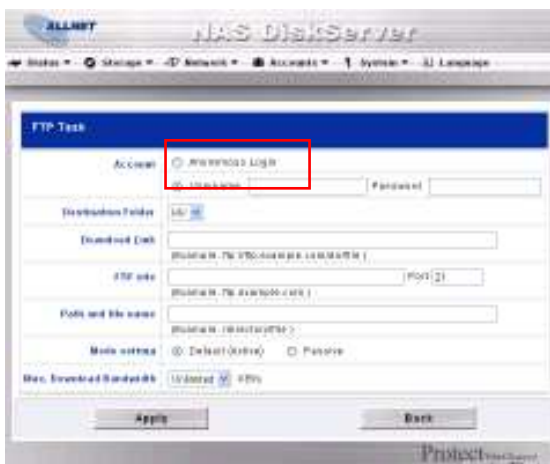 ALLNET
NAS DiskServer
Status Storage Network Accounts System Language
FTP Task
Account Anonymous Login
Username Password
Destination Folder
Download Link
(Example: ftp://ftp.example.com/dir/file )
FTP site Port 21
(Example: ftp.example.com )
Path and file name
(Example: /directory/file )
Mode setting Default (Active) Passive
Max. Download Bandwidth Unlimited KB/s
Apply Back
Protect